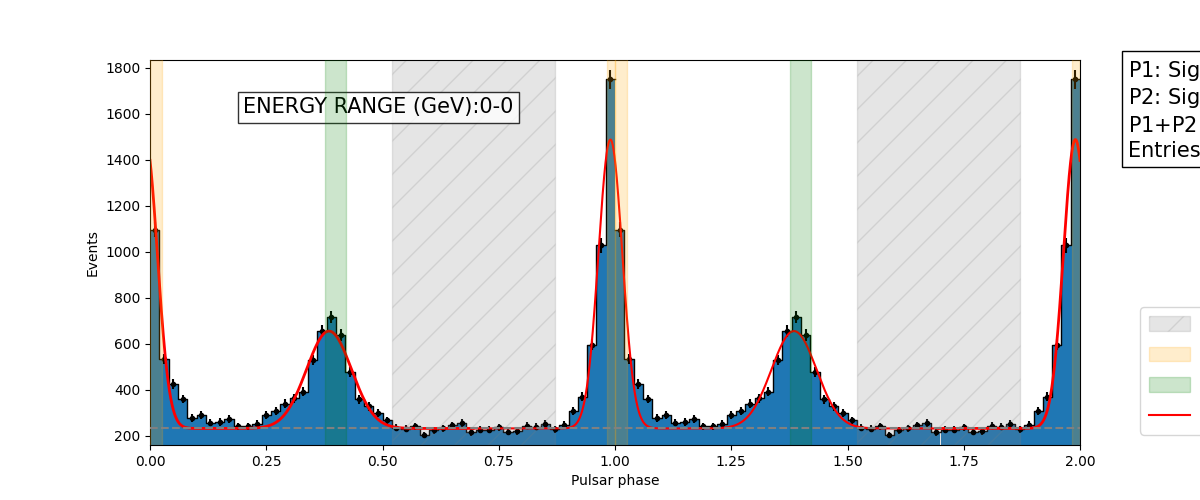 ENERGY RANGE (GeV):0-0
P1: Sig
P2: Sig
P1+P2
Entries
Events
1800
1600
1400
1200
1000
800
600
400
200
0.00 0.25 0.50 0.75 1.00 1.25 1.50 1.75 2.00
Pulsar phase